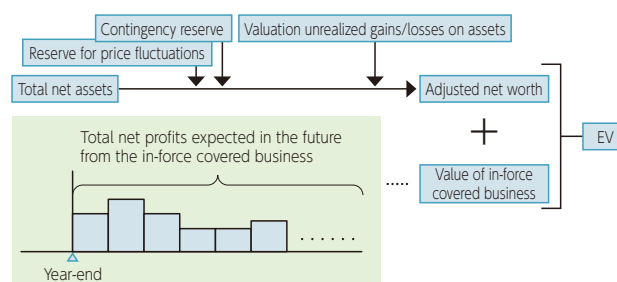 Contingency reserve
Valuation unrealized gains/losses on assets
Reserve for price fluctuations
Total net assets
Adjusted net worth
+
EV
Total net profits expected in the future
from the in-force covered business
.....
Value of in-force
covered business
. . . . . .
Year-end